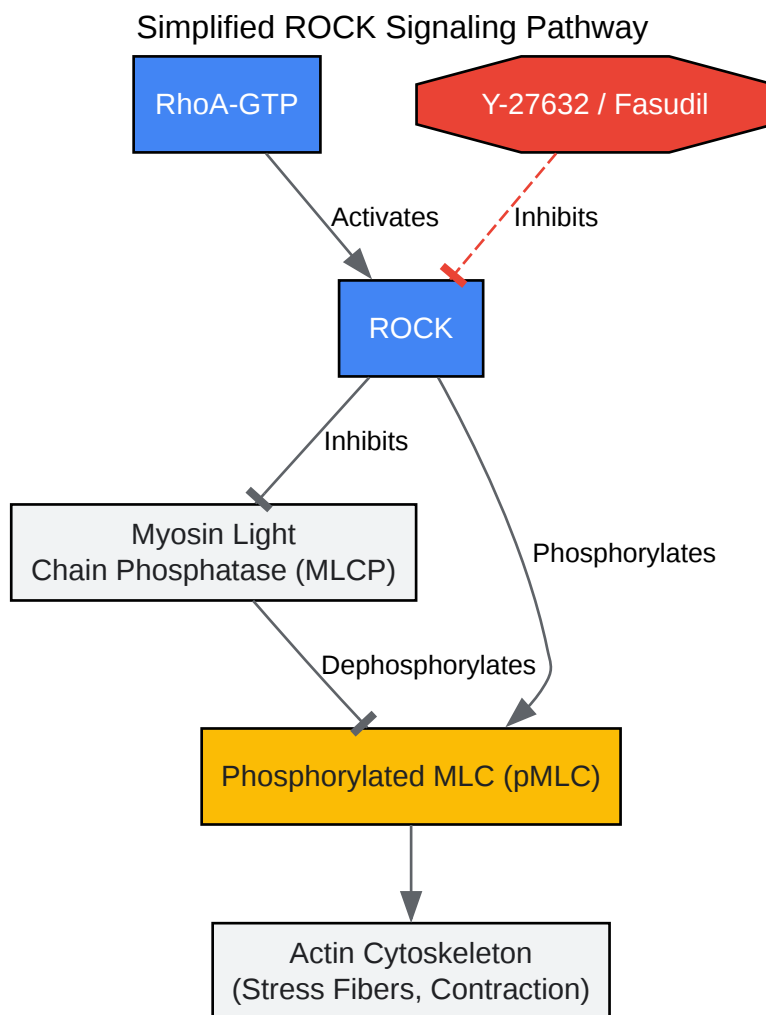 Simplified ROCK Signaling Pathway
RhoA-GTP
Y-27632 / Fasudil
Activates
Inhibits
ROCK
Inhibits
Myosin Light
Chain Phosphatase (MLCP)
Phosphorylates
Dephosphorylates
Phosphorylated MLC (pMLC)
Actin Cytoskeleton
(Stress Fibers, Contraction)